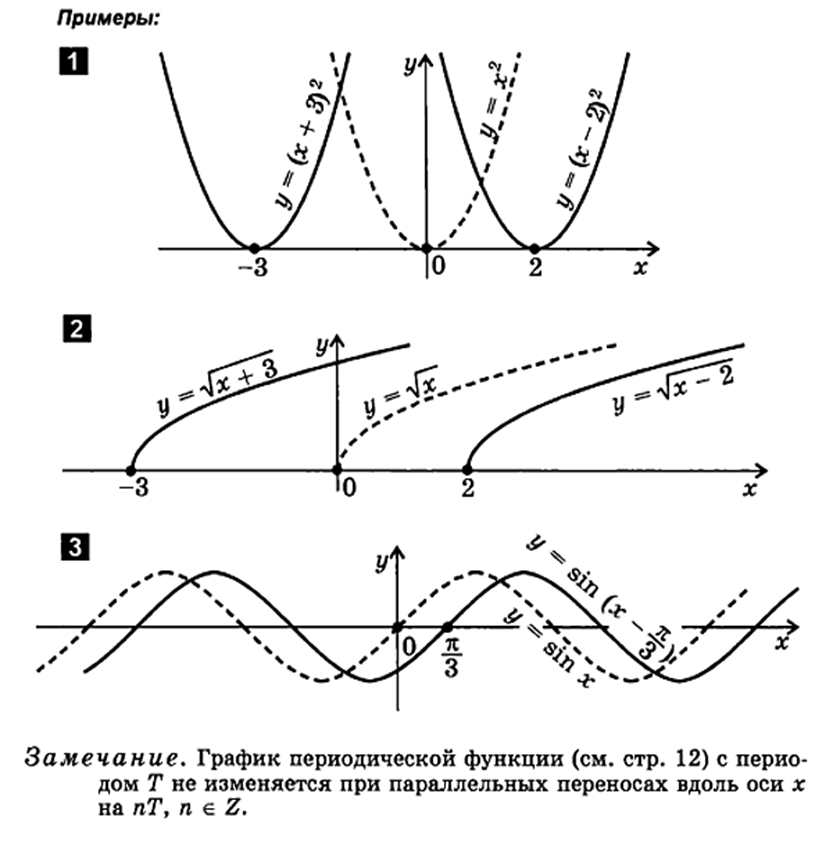 Примеры:
1
y
y = (x + 3)²
y = x²
y = (x − 2)²
−3
0
2
x
2
y
y = √(x + 3)
y = √x
y = √(x − 2)
−3
0
2
x
3
y
y = sin (x − π/3)
y = sin x
0
π/3
x
Замечание. График периодической функции (см. стр. 12) с перио-
дом T не изменяется при параллельных переносах вдоль оси x
на nT, n ∈ Z.